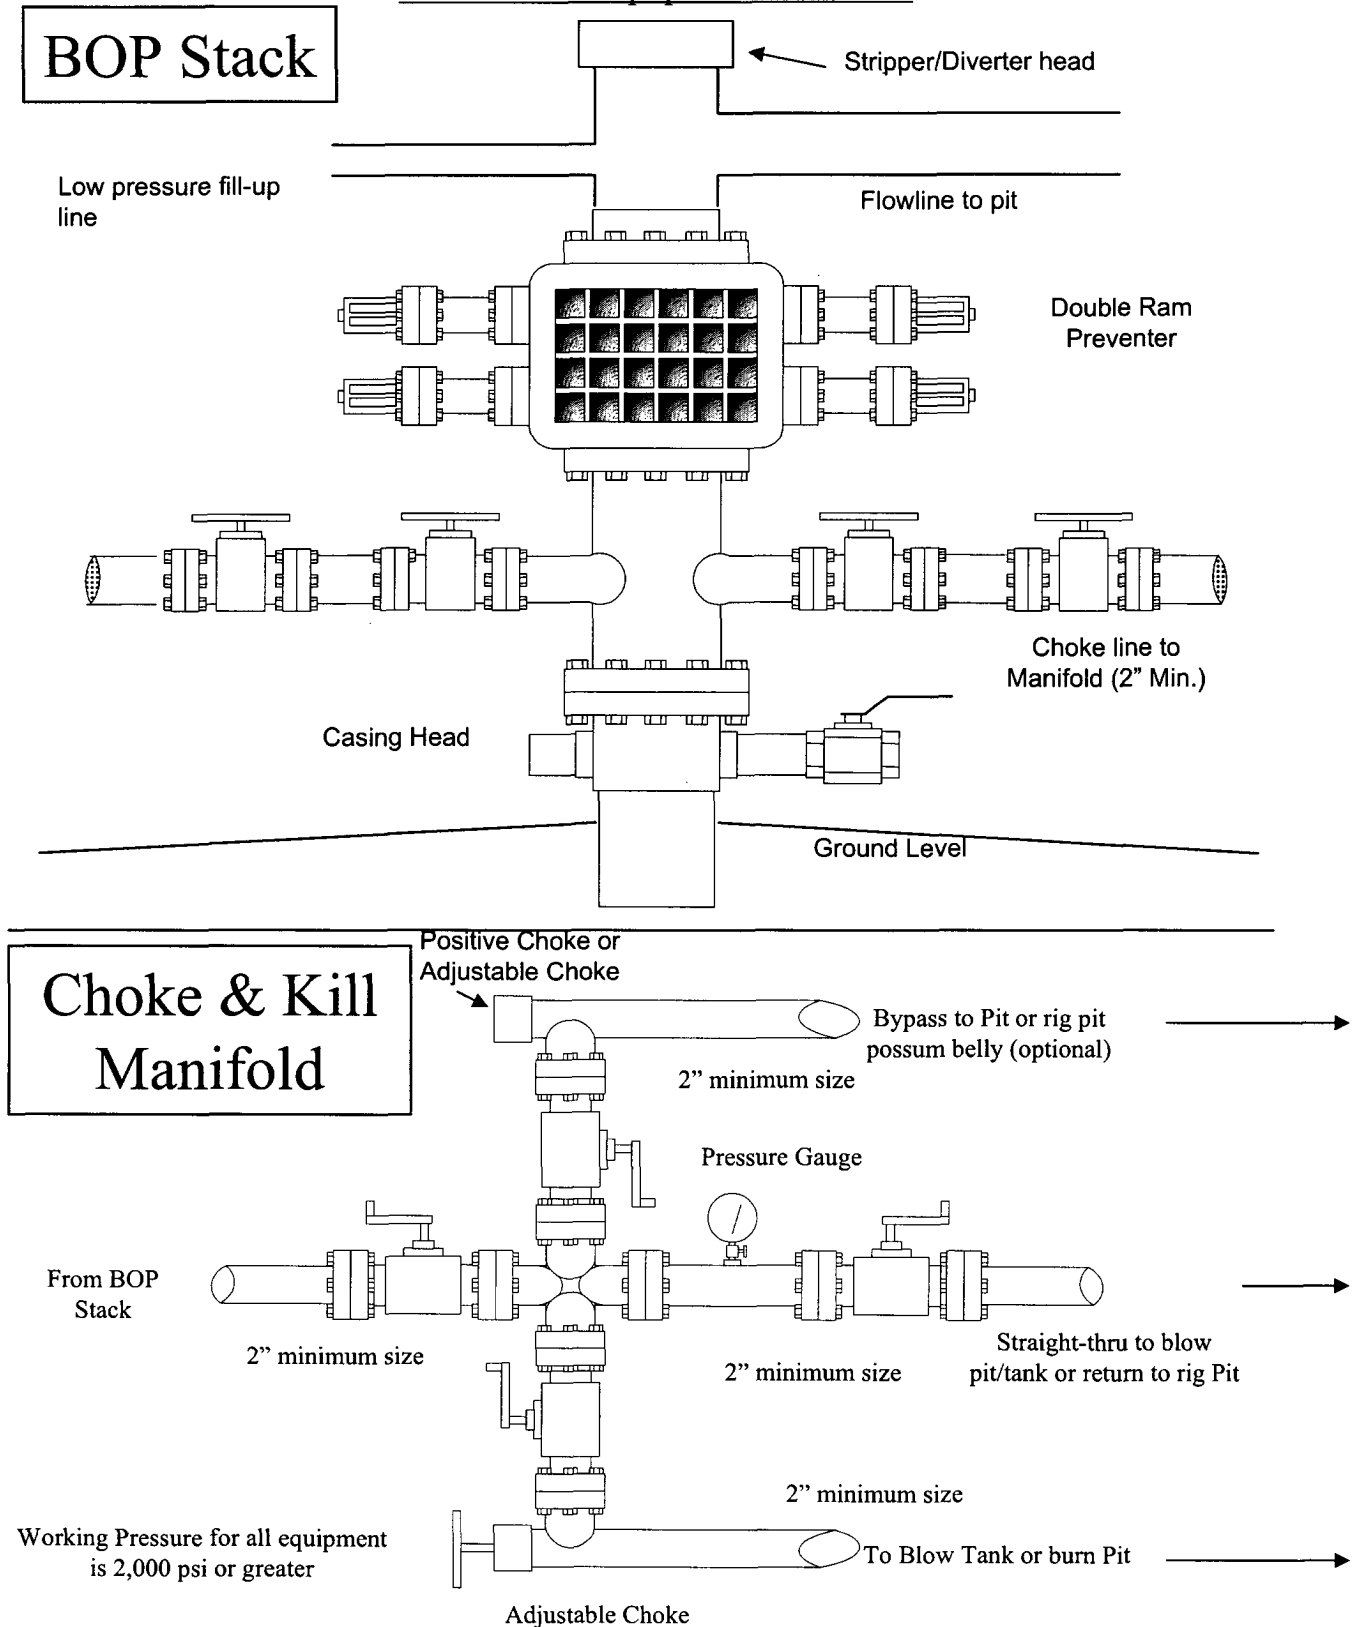 BOP Stack
Stripper/Diverter head
Low pressure fill-up
line
Flowline to pit
Double Ram
Preventer
Choke line to
Manifold (2” Min.)
Casing Head
Ground Level
Choke & Kill
Manifold
Positive Choke or
Adjustable Choke
Bypass to Pit or rig pit
possum belly (optional)
2” minimum size
Pressure Gauge
From BOP
Stack
2” minimum size
2” minimum size
Straight-thru to blow
pit/tank or return to rig Pit
2” minimum size
Working Pressure for all equipment
is 2,000 psi or greater
To Blow Tank or burn Pit
Adjustable Choke